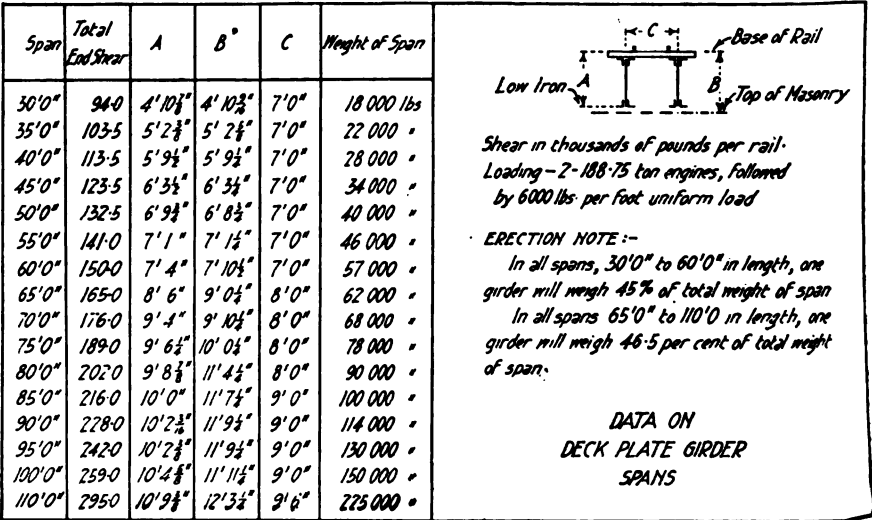 Span Total End Shear A B* C Weight of Span
30'0" 94.0 4'10⅛" 4'10 7'0" 18 000 lbs
35'0" 103.5 5'2⅜" 5'2⅛" 7'0" 22 000 "
40'0" 113.5 5'9½" 5'9¼" 7'0" 28 000 "
45'0" 123.5 6'3½" 6'3¼" 7'0" 34 000 "
50'0" 132.5 6'9¾" 6'8¾" 7'0" 40 000 "
55'0" 141.0 7'1" 7'1¼" 7'0" 46 000 "
60'0" 150.0 7'4" 7'10½" 7'0" 57 000 "
65'0" 165.0 8'6" 9'0¼" 8'0" 62 000 "
70'0" 176.0 9'4" 9'10¼" 8'0" 68 000 "
75'0" 189.0 9'6¼" 10'0¼" 8'0" 78 000 "
80'0" 202.0 9'8⅞" 11'4¼" 8'0" 90 000 "
85'0" 216.0 10'0" 11'7¼" 9'0" 100 000 "
90'0" 228.0 10'2 11'9¼" 9'0" 114 000 "
95'0" 242.0 10'2⅜" 11'9¼" 9'0" 130 000 "
100'0" 259.0 10'4⅝" 11'11¼" 9'0" 150 000 "
110'0" 295.0 10'9⅜" 12'3¼" 9'6" 225 000 "
C
Base of Rail
Low Iron A B Top of Masonry
Shear in thousands of pounds per rail.
Loading – 2 - 188.75 ton engines, followed
by 6000 lbs. per foot uniform load
ERECTION NOTE :-
In all spans, 30'0" to 60'0" in length, one
girder will weigh 45% of total weight of span
In all spans 65'0" to 110'0 in length, one
girder will weigh 46.5 per cent of total weight
of span.
DATA ON
DECK PLATE GIRDER
SPANS